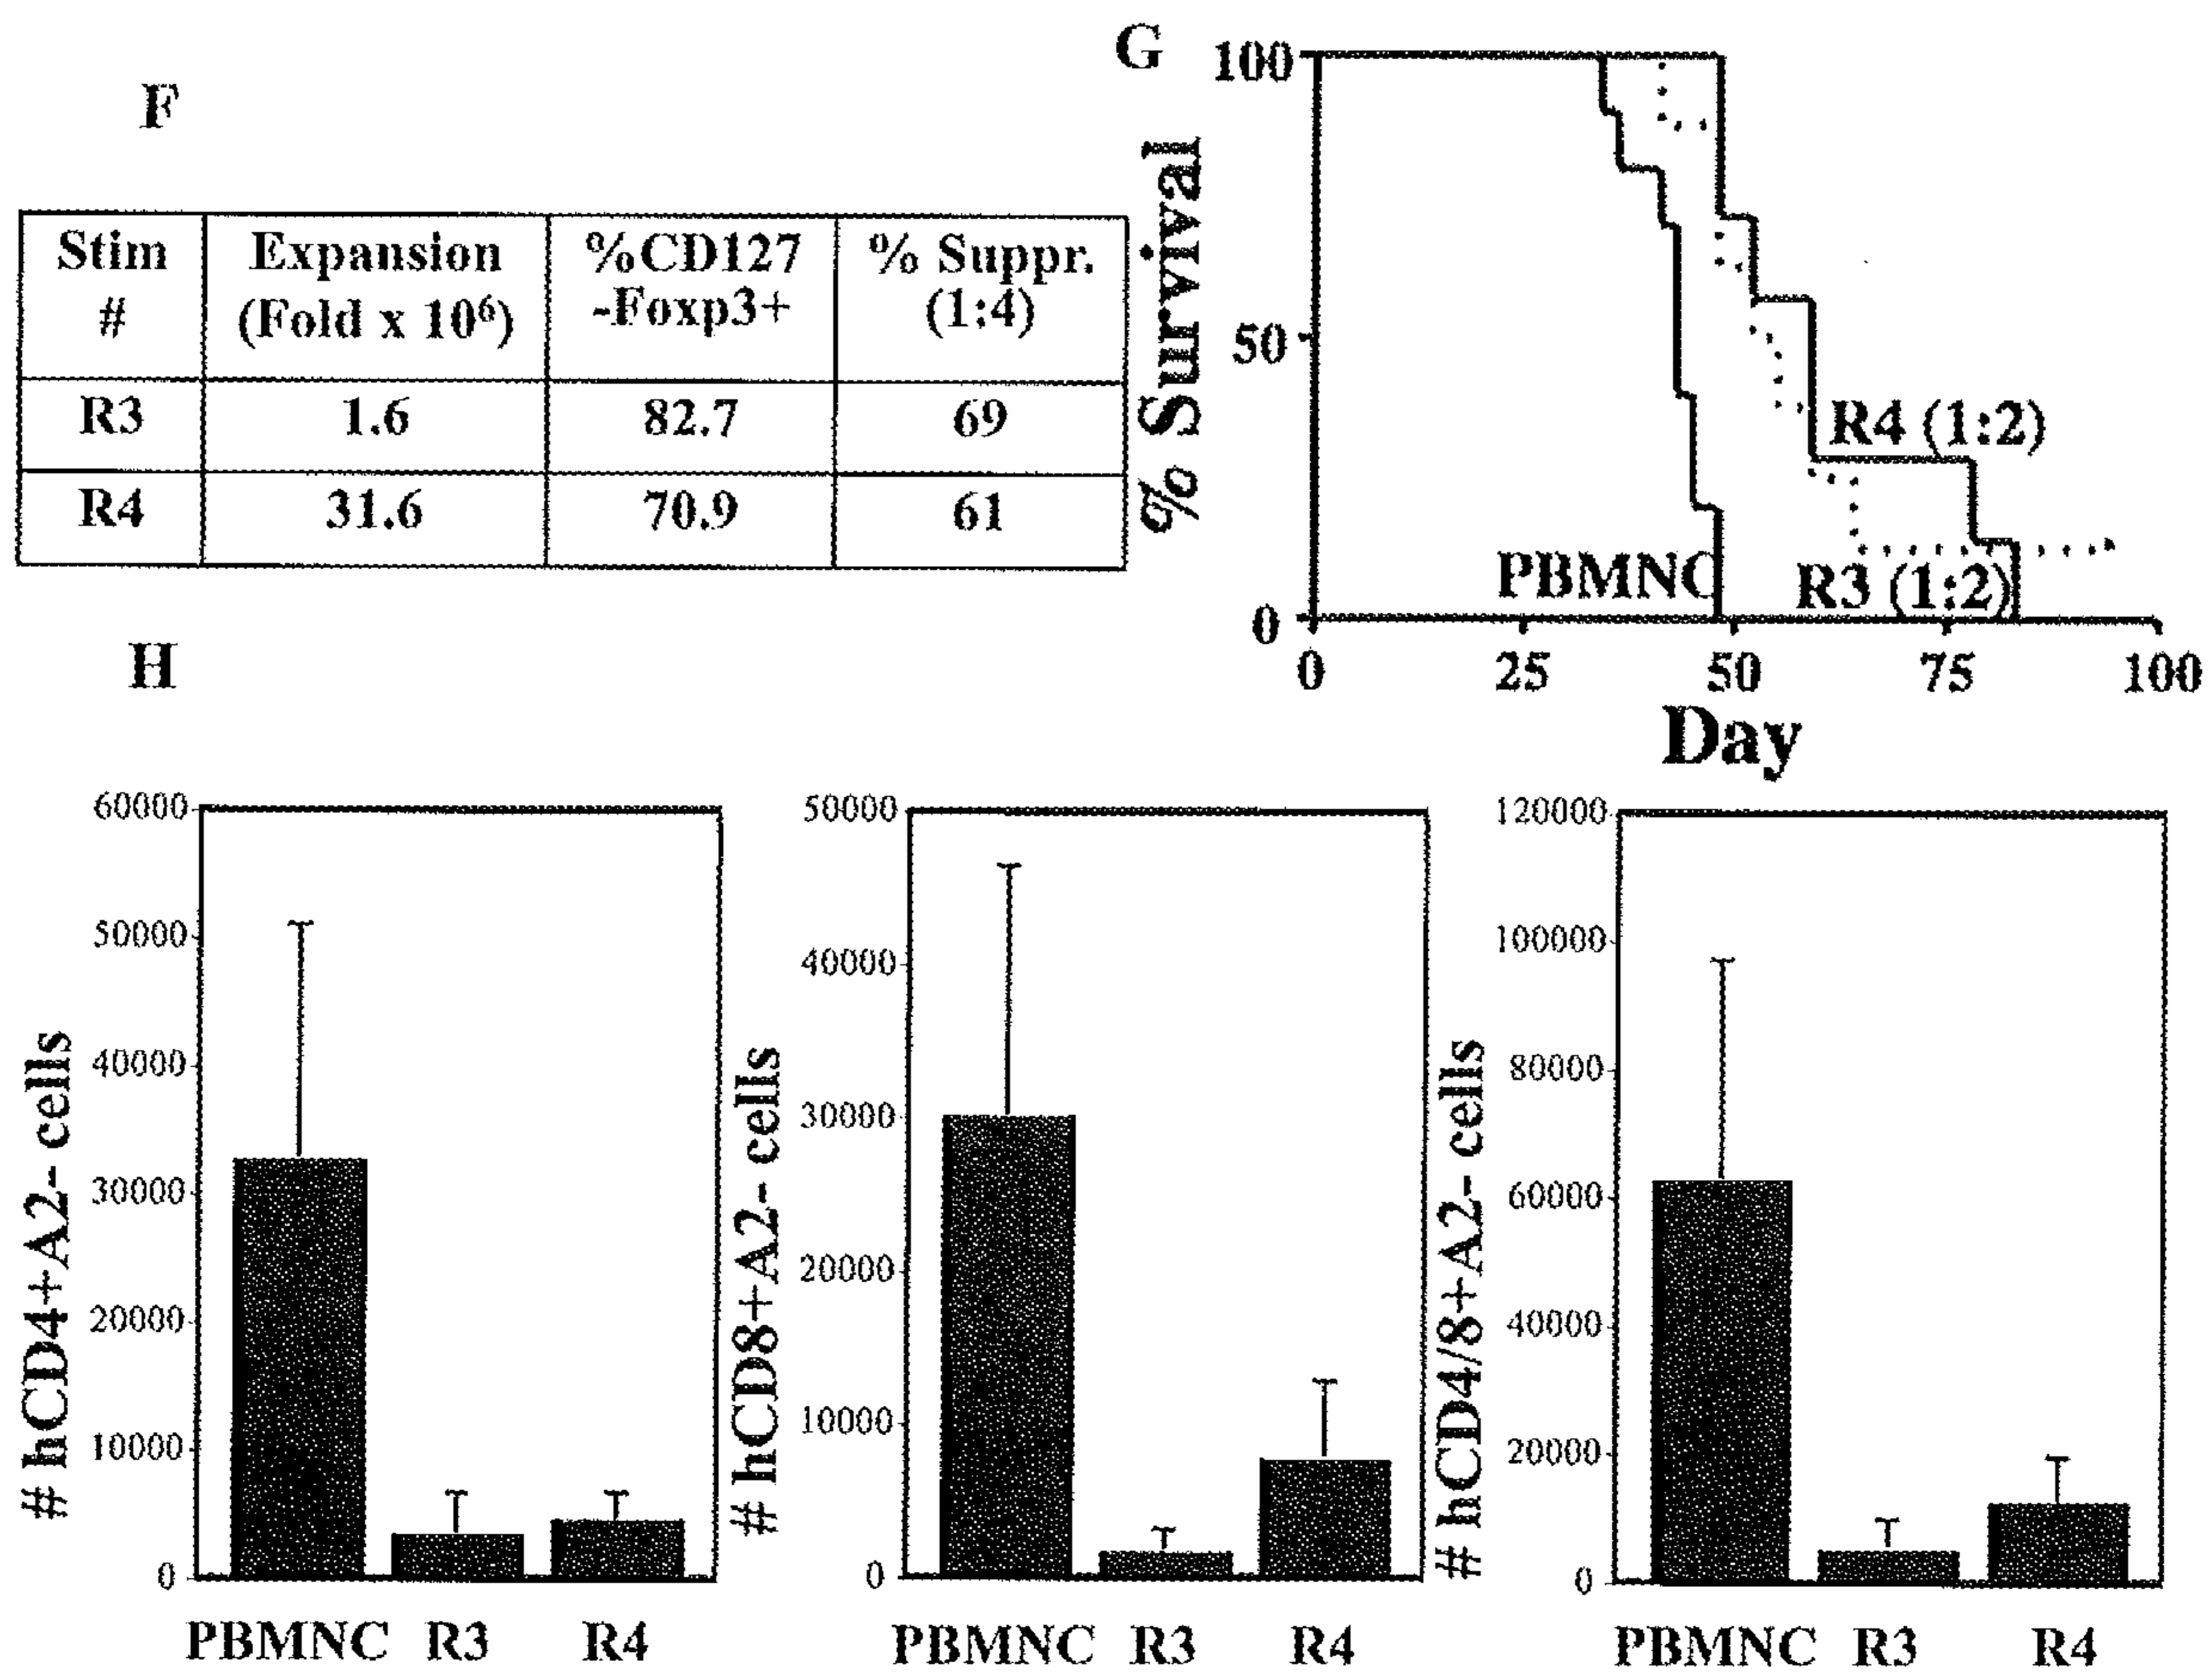 F
Stim #
Expansion (Fold x 10⁶)
%CD127 -Foxp3+
% Suppr. (1:4)
R3 1.6 82.7 69
R4 31.6 70.9 61
G
% Survival
100
50
0
R4 (1:2)
PBMNC
R3 (1:2)
0 25 50 75 100
Day
H
# hCD4+A2- cells
60000
50000
40000
30000
20000
10000
0
PBMNC R3 R4
# hCD8+A2- cells
50000
40000
30000
20000
10000
0
PBMNC R3 R4
# hCD4/8+A2- cells
120000
100000
80000
60000
40000
20000
0
PBMNC R3 R4